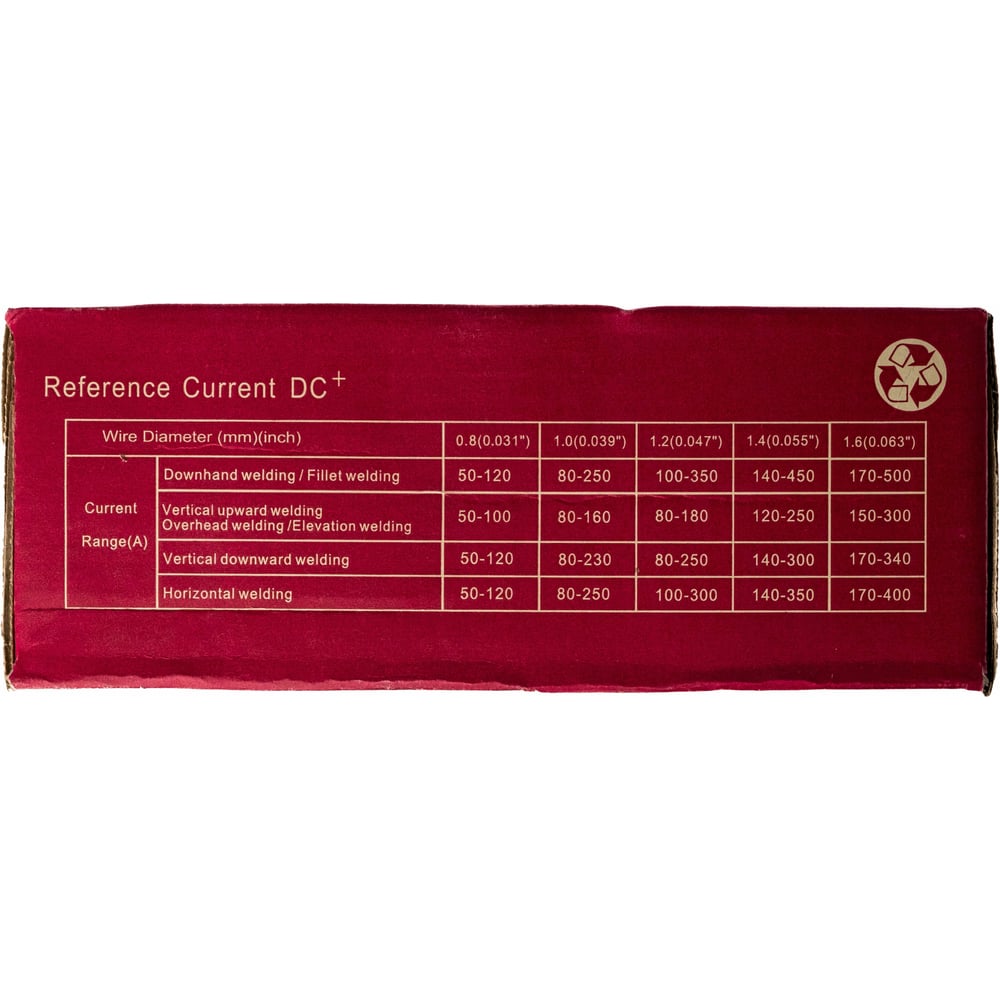 Reference Current DC+
Wire Diameter (mm)(inch) 0.8(0.031") 1.0(0.039") 1.2(0.047") 1.4(0.055") 1.6(0.063")
Current Range(A)
Downhand welding / Fillet welding 50-120 80-250 100-350 140-450 170-500
Vertical upward welding
Overhead welding /Elevation welding 50-100 80-160 80-180 120-250 150-300
Vertical downward welding 50-120 80-230 80-250 140-300 170-340
Horizontal welding 50-120 80-250 100-300 140-350 170-400